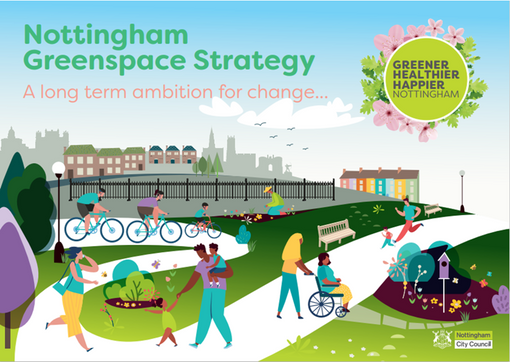 Nottingham
Greenspace Strategy
A long term ambition for change...
GREENER
HEALTHIER
HAPPIER
NOTTINGHAM
Nottingham
City Council